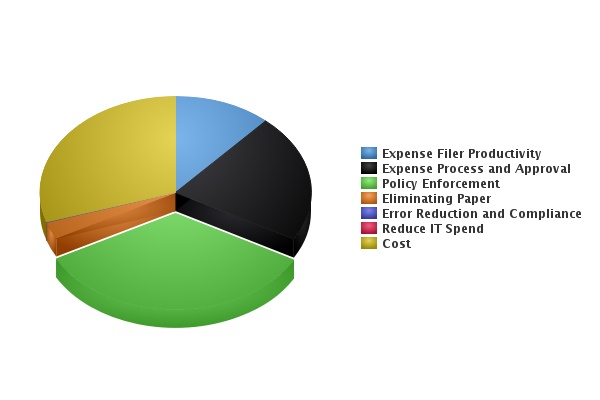 Expense Filer Productivity
Expense Process and Approval
Policy Enforcement
Eliminating Paper
Error Reduction and Compliance
Reduce IT Spend
Cost